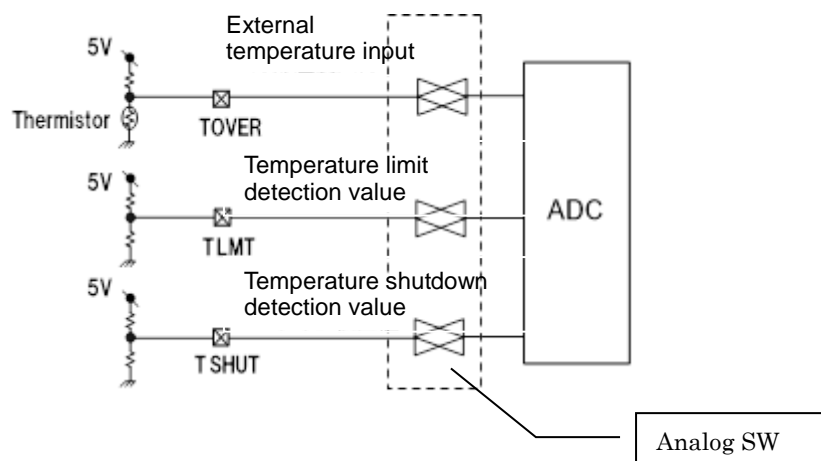 External
temperature input
5V
Thermistor
TOVER
Temperature limit
detection value
5V
TLMT
ADC
Temperature shutdown
detection value
5V
TSHUT
Analog SW